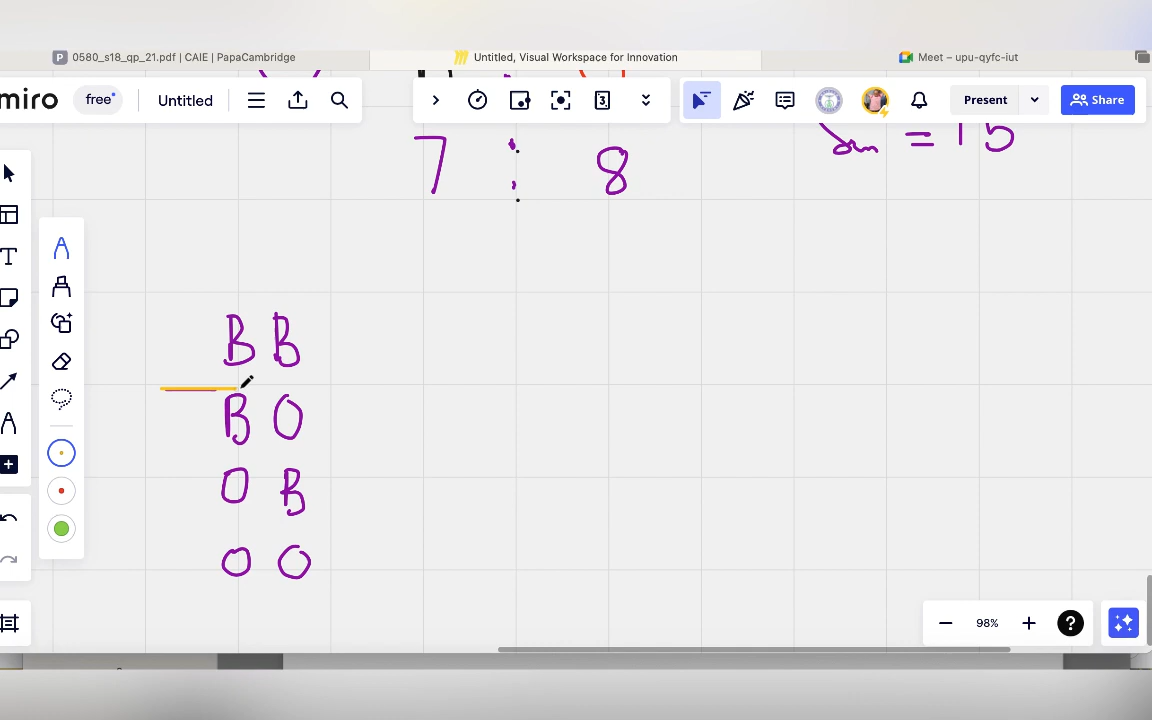 0580_s18_qp_21.pdf | CAIE | PapaCambridge
Untitled, Visual Workspace for Innovation
Meet – upu-qyfc-iut
miro
free
Untitled
Present
Share
= 15
7 : 8
B B
B O
O B
O O
98%